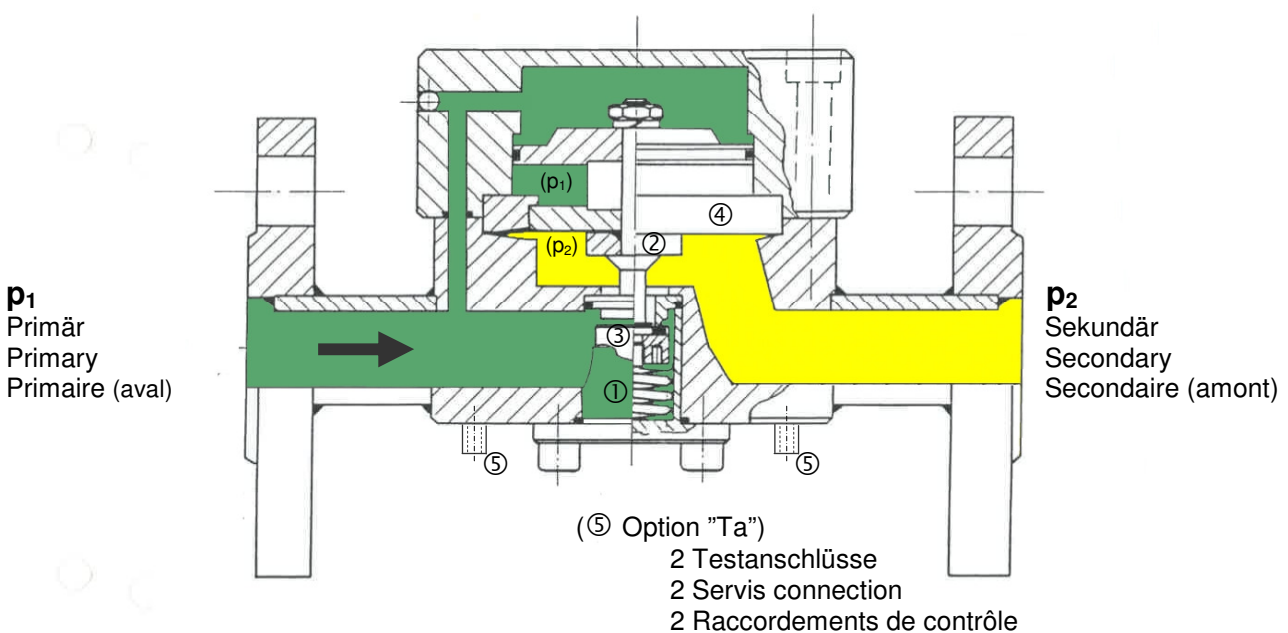 (p₁)
④
(p₂)
②
p₁
Primär
Primary
Primaire (aval)
③
①
p₂
Sekundär
Secondary
Secondaire (amont)
⑤
⑤
(⑤ Option ”Ta”)
2 Testanschlüsse
2 Servis connection
2 Raccordements de contrôle